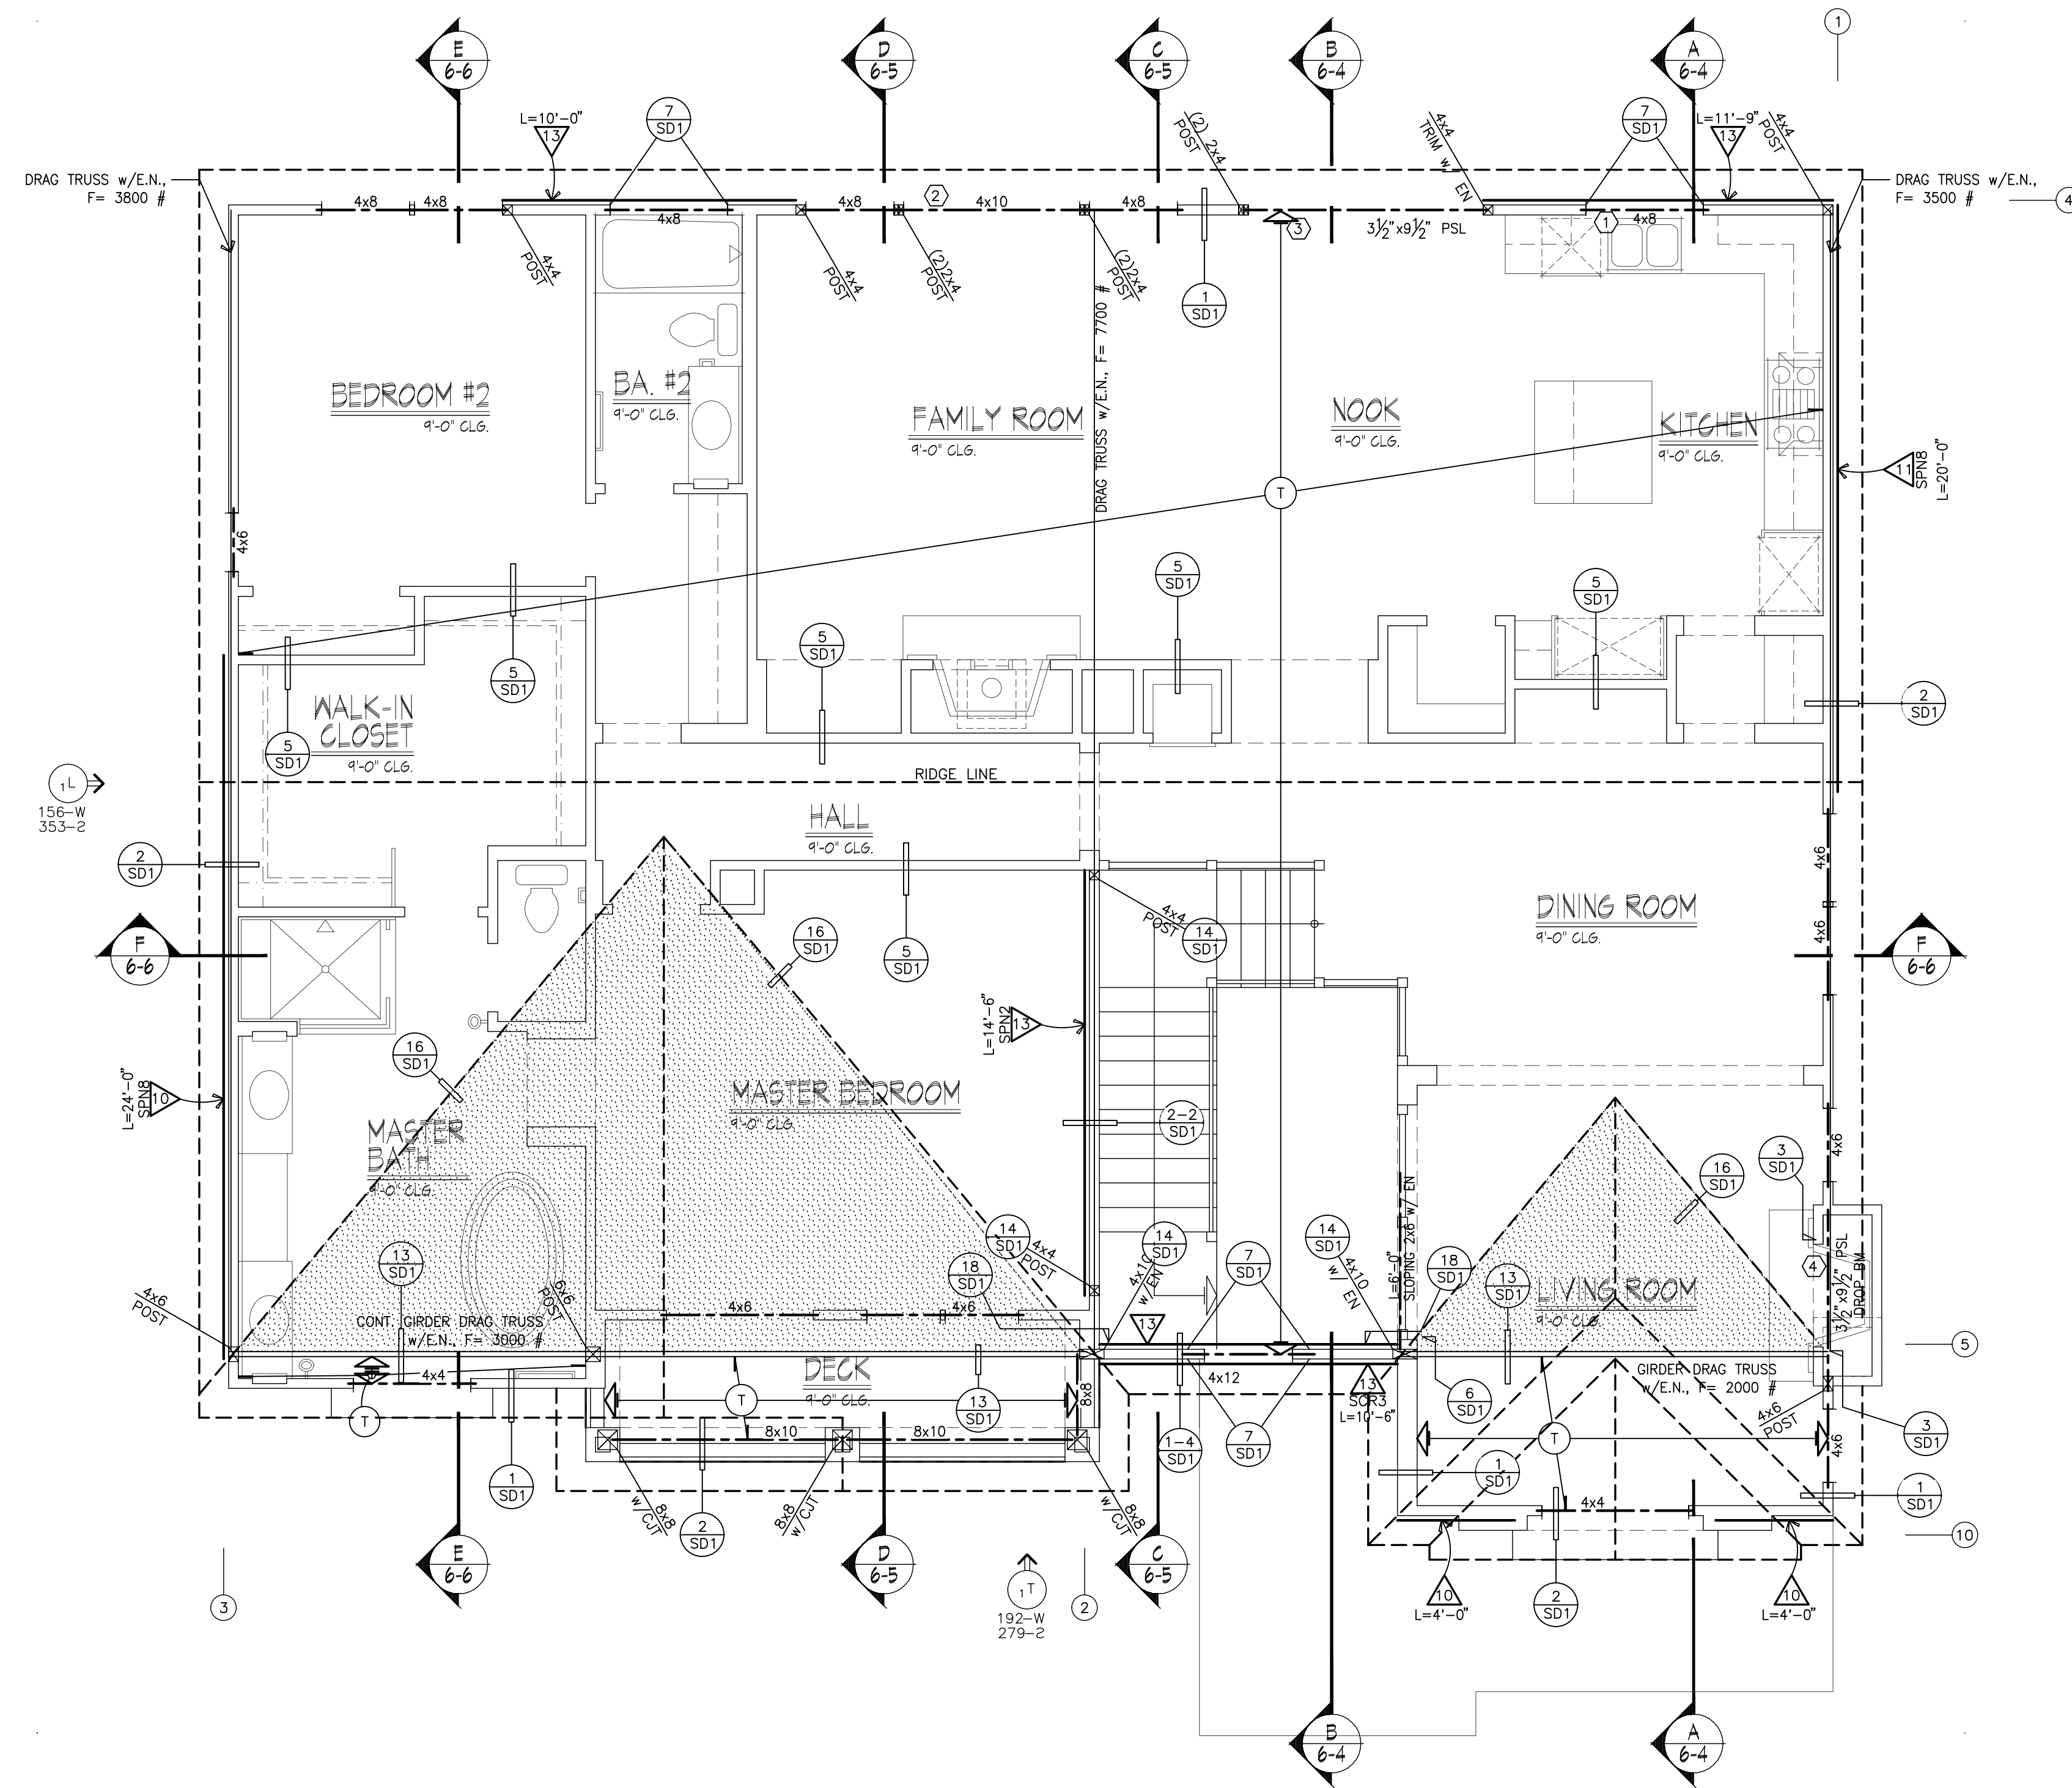 E
6-6
D
6-5
C
6-5
B
6-4
A
6-4
1
L=10'-0"
13
7
SD1
(2) 2x4
POST
4x4
TRIM w/ EN
7
SD1
L=11'-9"
13
4x4
POST
DRAG TRUSS w/E.N.,
F= 3800 #
DRAG TRUSS w/E.N.,
F= 3500 #
4
4x8
4x8
4x8
4x8
2
4x10
4x8
3
3½"x9½" PSL
1
4x8
4x4
POST
4x4
POST
(2)2x4
POST
(2)2x4
POST
1
SD1
DRAG TRUSS w/E.N., F= 7700 #
BEDROOM #2
9'-0" CLG.
BA. #2
9'-0" CLG.
FAMILY ROOM
9'-0" CLG.
NOOK
9'-0" CLG.
KITCHEN
9'-0" CLG.
11
SPN8
L=20'-0"
T
4x6
5
SD1
5
SD1
5
SD1
5
SD1
5
SD1
WALK-IN
CLOSET
9'-0" CLG.
2
SD1
RIDGE LINE
1L
156-W
353-S
HALL
9'-0" CLG.
2
SD1
4x6
4x6
DINING ROOM
9'-0" CLG.
F
6-6
F
6-6
16
SD1
5
SD1
4x4
POST
14
SD1
L=14'-6"
SPN2
13
16
SD1
L=24'-0"
SPN8
10
MASTER BEDROOM
9'-0" CLG.
MASTER
BATH
9'-0" CLG.
2-2
SD1
4x6
3
SD1
16
SD1
L=6'-0"
SLOPING 2x6 w/ EN
14
SD1
4x4
POST
14
SD1
4x10
w/ EN
7
SD1
14
SD1
4x10
w/ EN
18
SD1
18
SD1
13
SD1
13
SD1
LIVING ROOM
9'-0" CLG.
4
3½"x9½" PSL
DROP BM
4x6
POST
6x6
POST
CONT. GIRDER DRAG TRUSS
w/E.N., F= 3000 #
4x6
4x6
13
5
4x4
T
DECK
9'-0" CLG.
T
8x8
13
SD1
4x12
13
SOR3
L=10'-6"
6
SD1
GIRDER DRAG TRUSS
w/E.N., F= 2000 #
4x6
POST
3
SD1
4x6
8x10
8x10
1-4
SD1
7
SD1
T
1
SD1
1
SD1
1
SD1
4x4
8x8
w/CJT
2
SD1
8x8
w/CJT
8x8
w/CJT
10
E
6-6
D
6-5
C
6-5
3
1T
192-W
279-S
2
10
L=4'-0"
2
SD1
10
L=4'-0"
B
6-4
A
6-4